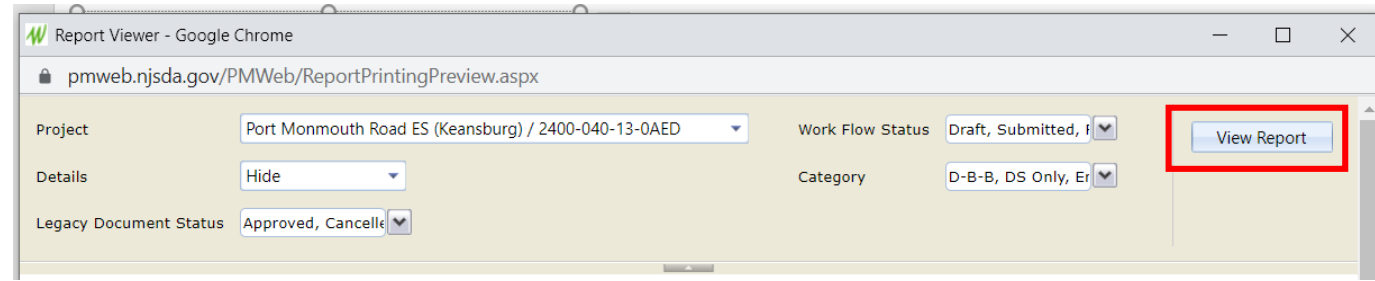 Report Viewer - Google Chrome
pmweb.njsda.gov/PMWeb/ReportPrintingPreview.aspx
Project Port Monmouth Road ES (Keansburg) / 2400-040-13-0AED Work Flow Status Draft, Submitted, View Report
Details Hide Category D-B-B, DS Only,
Legacy Document Status Approved,